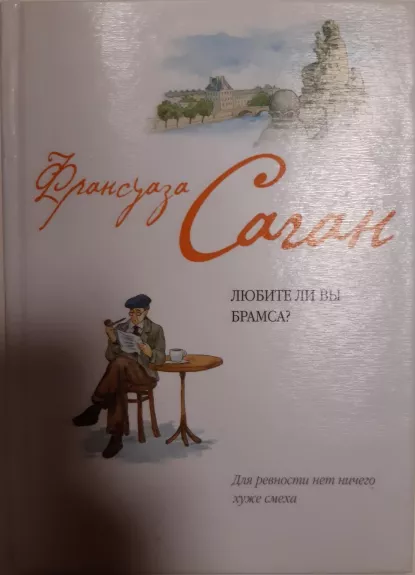 Франсуаза
Саган
ЛЮБИТЕ ЛИ ВЫ
БРАМСА?
Для ревности нет ничего
хуже смеха